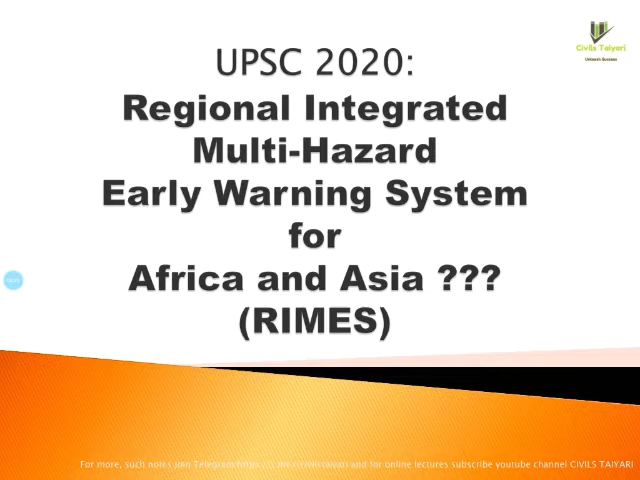 Civils Taiyari
UPSC 2020:
Regional Integrated
Multi-Hazard
Early Warning System
for
Africa and Asia ???
(RIMES)
For more, such notes join Telegram and for online lectures subscribe youtube channel CIVILS TAIYARI